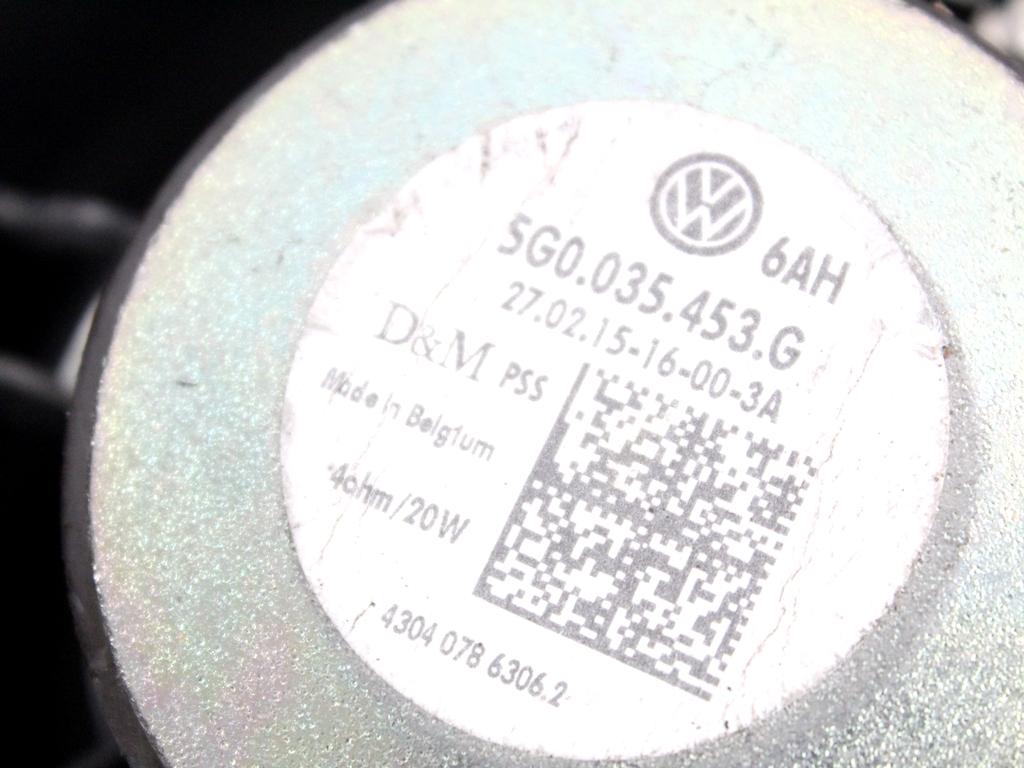 VW
6AH
5G0.035.453.G
27.02.15-16-00-3A
D&M PSS
Made in Belgium
4ohm/20W
4304 078 6306.2